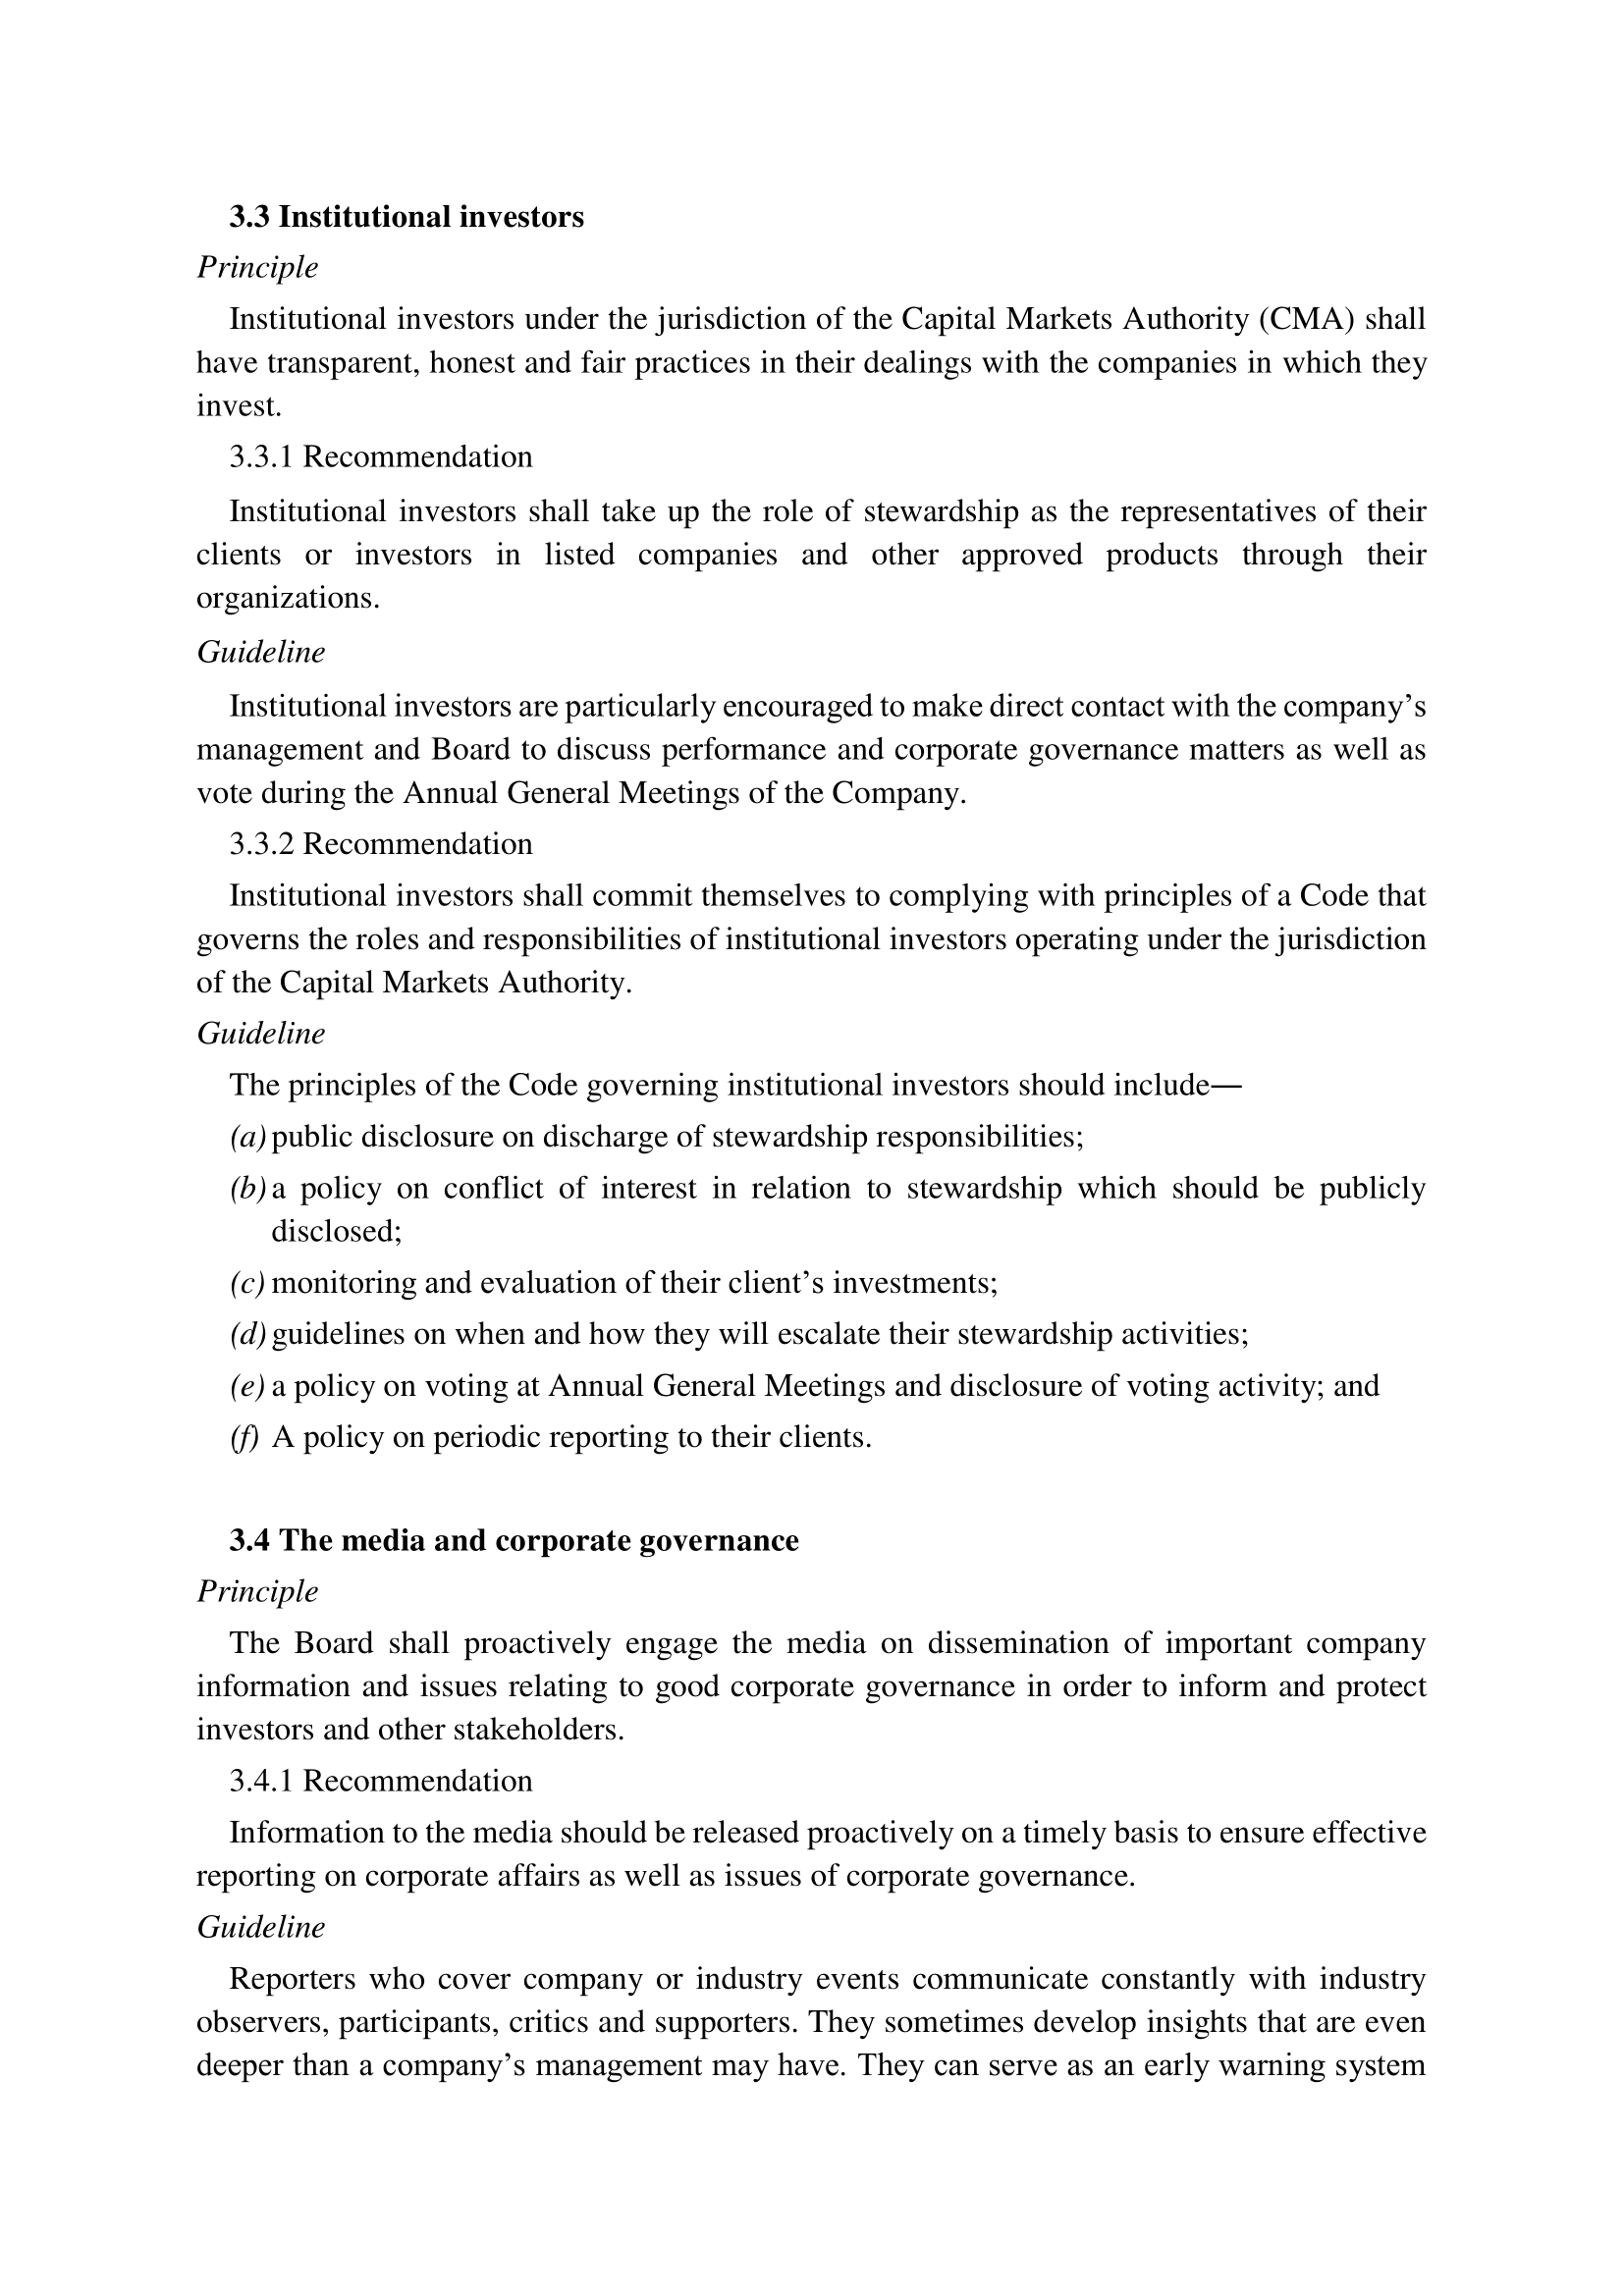 3.3 Institutional investors
Principle
Institutional investors under the jurisdiction of the Capital Markets Authority (CMA) shall
have transparent, honest and fair practices in their dealings with the companies in which they
invest.
3.3.1 Recommendation
Institutional investors shall take up the role of stewardship as the representatives of their
clients or investors in listed companies and other approved products through their
organizations.
Guideline
Institutional investors are particularly encouraged to make direct contact with the company’s
management and Board to discuss performance and corporate governance matters as well as
vote during the Annual General Meetings of the Company.
3.3.2 Recommendation
Institutional investors shall commit themselves to complying with principles of a Code that
governs the roles and responsibilities of institutional investors operating under the jurisdiction
of the Capital Markets Authority.
Guideline
The principles of the Code governing institutional investors should include—
(a) public disclosure on discharge of stewardship responsibilities;
(b) a policy on conflict of interest in relation to stewardship which should be publicly
disclosed;
(c) monitoring and evaluation of their client’s investments;
(d) guidelines on when and how they will escalate their stewardship activities;
(e) a policy on voting at Annual General Meetings and disclosure of voting activity; and
(f) A policy on periodic reporting to their clients.
3.4 The media and corporate governance
Principle
The Board shall proactively engage the media on dissemination of important company
information and issues relating to good corporate governance in order to inform and protect
investors and other stakeholders.
3.4.1 Recommendation
Information to the media should be released proactively on a timely basis to ensure effective
reporting on corporate affairs as well as issues of corporate governance.
Guideline
Reporters who cover company or industry events communicate constantly with industry
observers, participants, critics and supporters. They sometimes develop insights that are even
deeper than a company’s management may have. They can serve as an early warning system